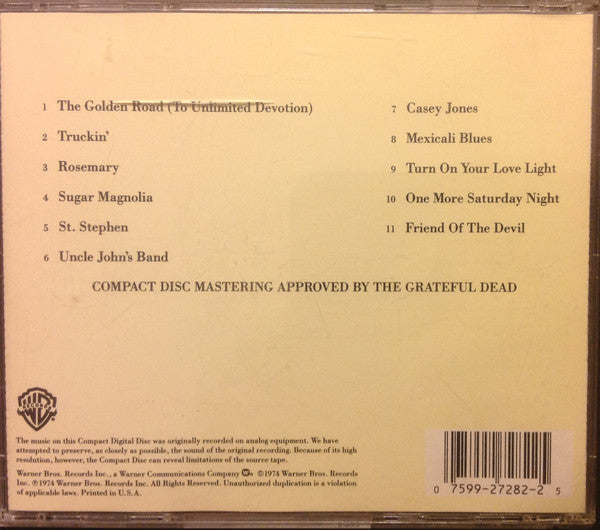 1 The Golden Road (To Unlimited Devotion)
2 Truckin'
3 Rosemary
4 Sugar Magnolia
5 St. Stephen
6 Uncle John's Band
7 Casey Jones
8 Mexicali Blues
9 Turn On Your Love Light
10 One More Saturday Night
11 Friend Of The Devil
COMPACT DISC MASTERING APPROVED BY THE GRATEFUL DEAD
RECORDS
The music on this Compact Digital Disc was originally recorded on analog equipment. We have
attempted to preserve, as closely as possible, the sound of the original recording. Because of its high
resolution, however, the Compact Disc can reveal limitations of the source tape.
Warner Bros. Records Inc., a Warner Communications Company ©1974 Warner Bros. Records
Inc. ℗1974 Warner Bros. Records Inc. All Rights Reserved. Unauthorized duplication is a violation
of applicable laws. Printed in U.S.A.
0 7599-27282-2 5